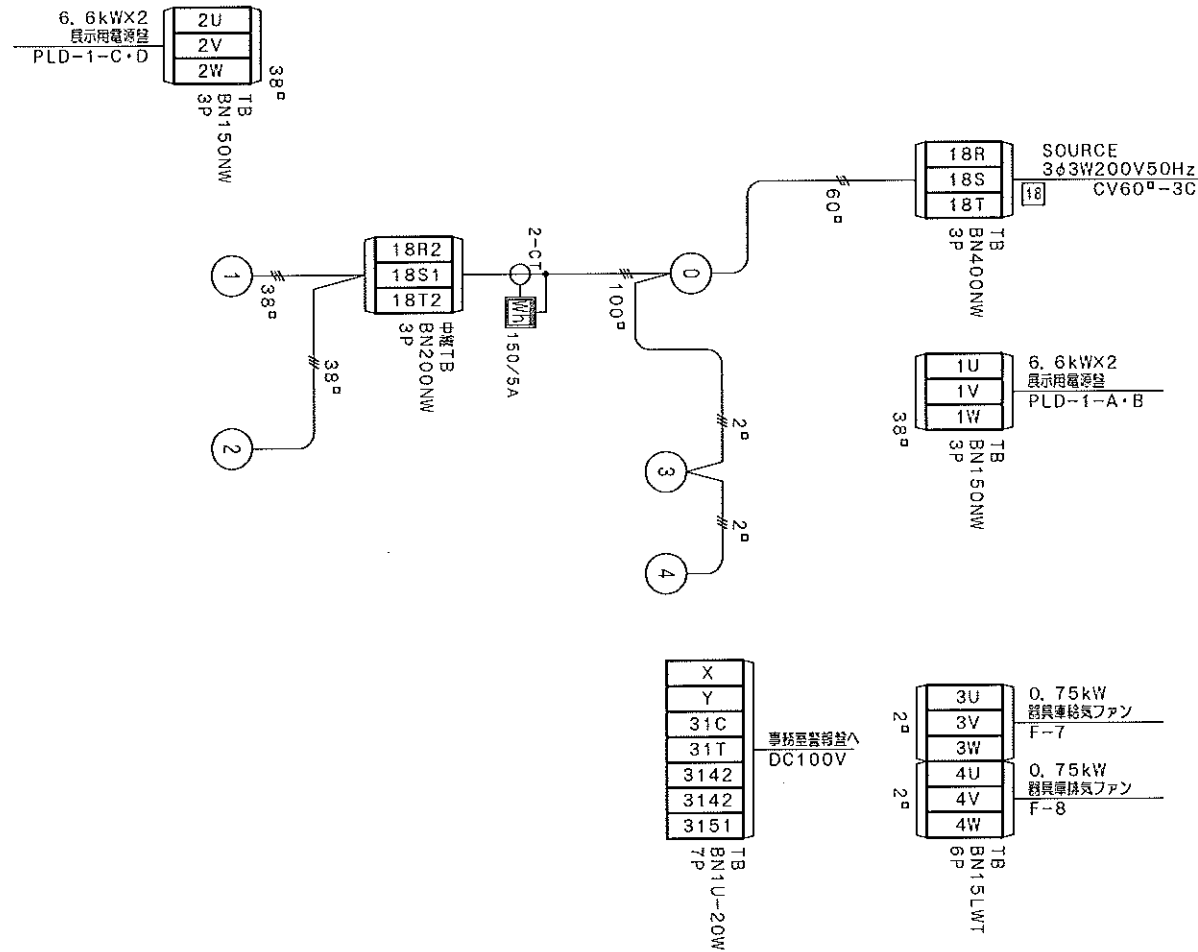 6. 6kWX2
展示用電源盤
PLD-1-C・D
2U
2V
2W
38□
TB
BN150NW
3P
18R
18S
18T
SOURCE
3φ3W200V50Hz
CV60□-3C
18
TB
BN400NW
3P
60□
0
100□
2-CT
Wh
150/5A
18R2
18S1
18T2
中継TB
BN200NW
3P
1
38□
38□
2
2□
3
2□
4
1U
1V
1W
6. 6kWX2
展示用電源盤
PLD-1-A・B
38□
TB
BN150NW
3P
X
Y
31C
31T
3142
3142
3151
事務室警報盤へ
DC100V
TB
BN1U-20W
7P
3U
3V
3W
4U
4V
4W
2□
2□
0. 75kW
器具庫給気ファン
F-7
0. 75kW
器具庫排気ファン
F-8
TB
BN15LWT
6P